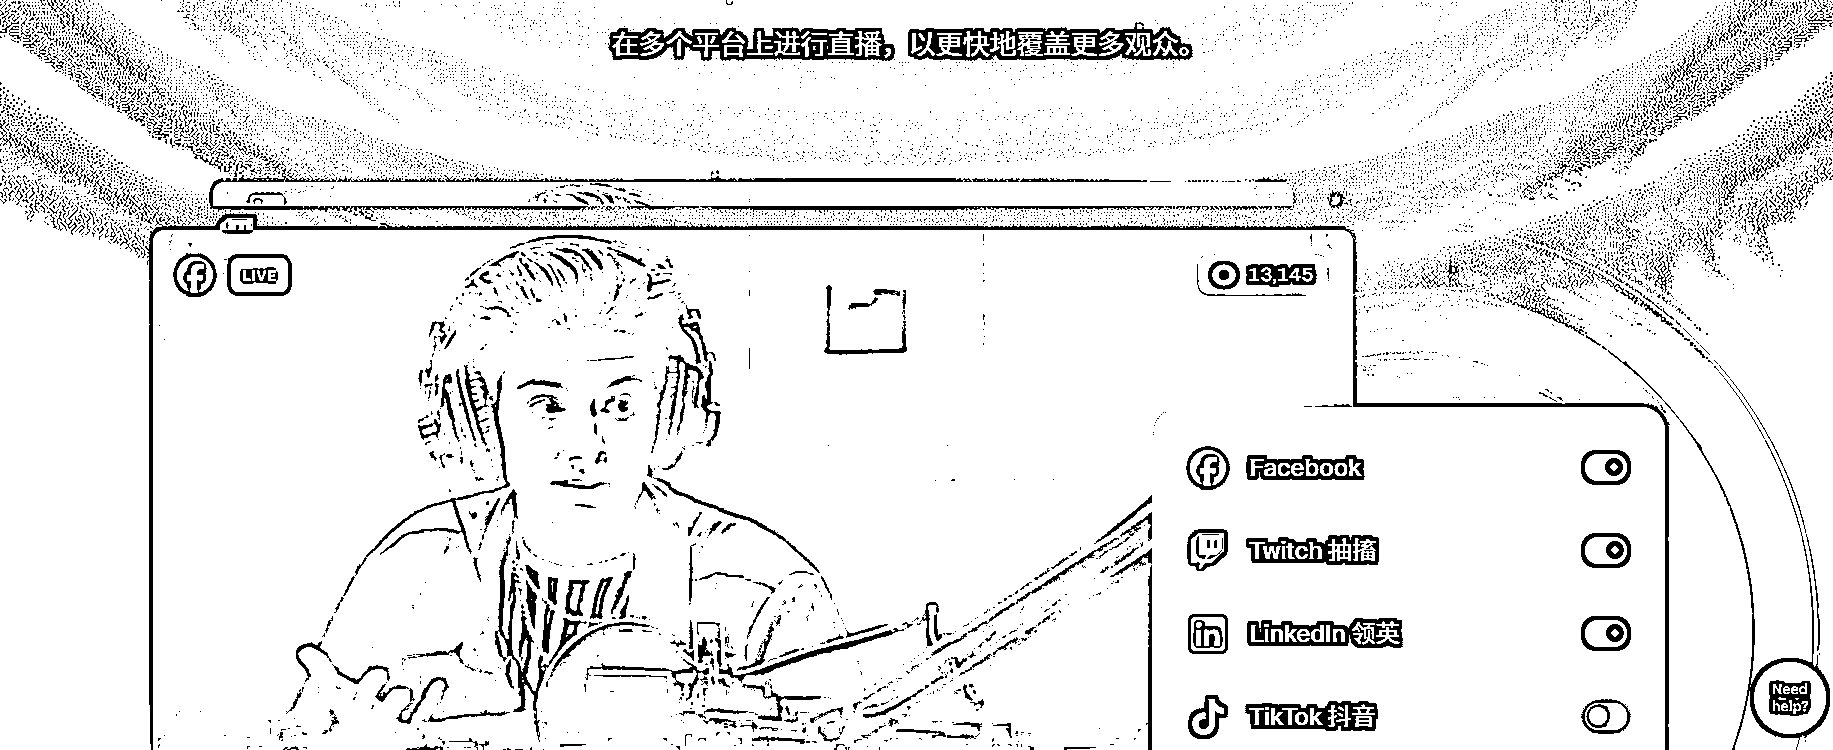 在多个平台上进行直播，以更快地覆盖更多观众。
LIVE
13,145
Facebook
Twitch 抽搐
LinkedIn 领英
TikTok 抖音
Need
help?